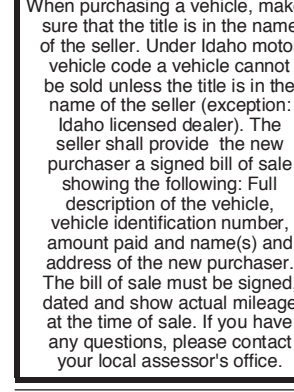 When purchasing a vehicle, make
sure that the title is in the name
of the seller. Under Idaho motor
vehicle code a vehicle cannot
be sold unless the title is in the
name of the seller (exception:
Idaho licensed dealer). The
seller shall provide the new
purchaser a signed bill of sale
showing the following: Full
description of the vehicle,
vehicle identification number,
amount paid and name(s) and
address of the new purchaser.
The bill of sale must be signed,
dated and show actual mileage
at the time of sale. If you have
any questions, please contact
your local assessor's office.